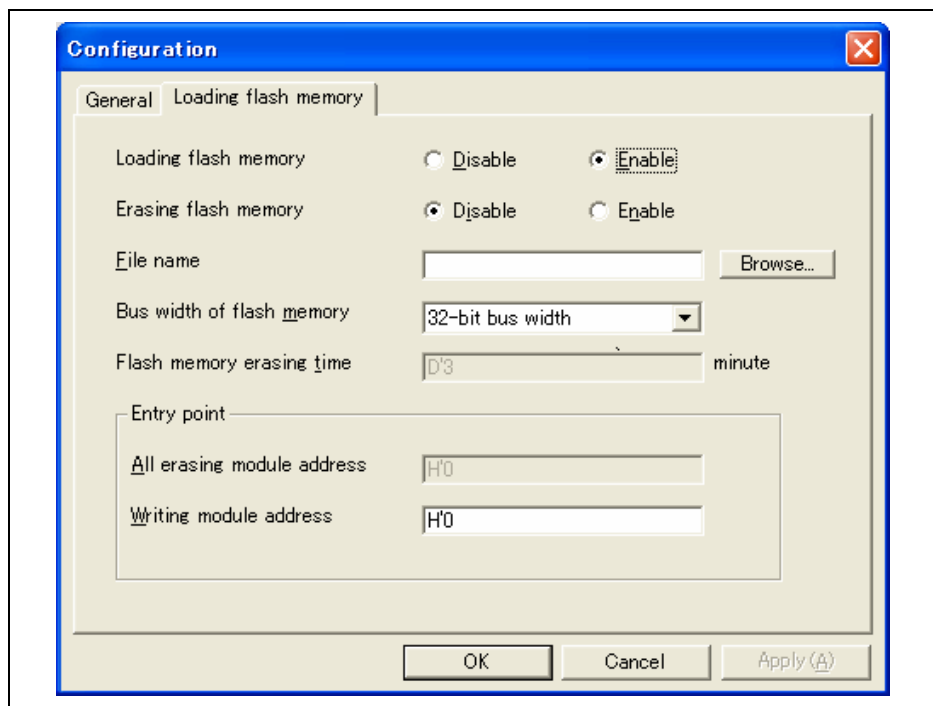 Configuration
General Loading flash memory
Loading flash memory Disable Enable
Erasing flash memory Disable Enable
File name Browse...
Bus width of flash memory 32-bit bus width
Flash memory erasing time D'3 minute
Entry point
All erasing module address H'0
Writing module address H'0
OK Cancel Apply(A)